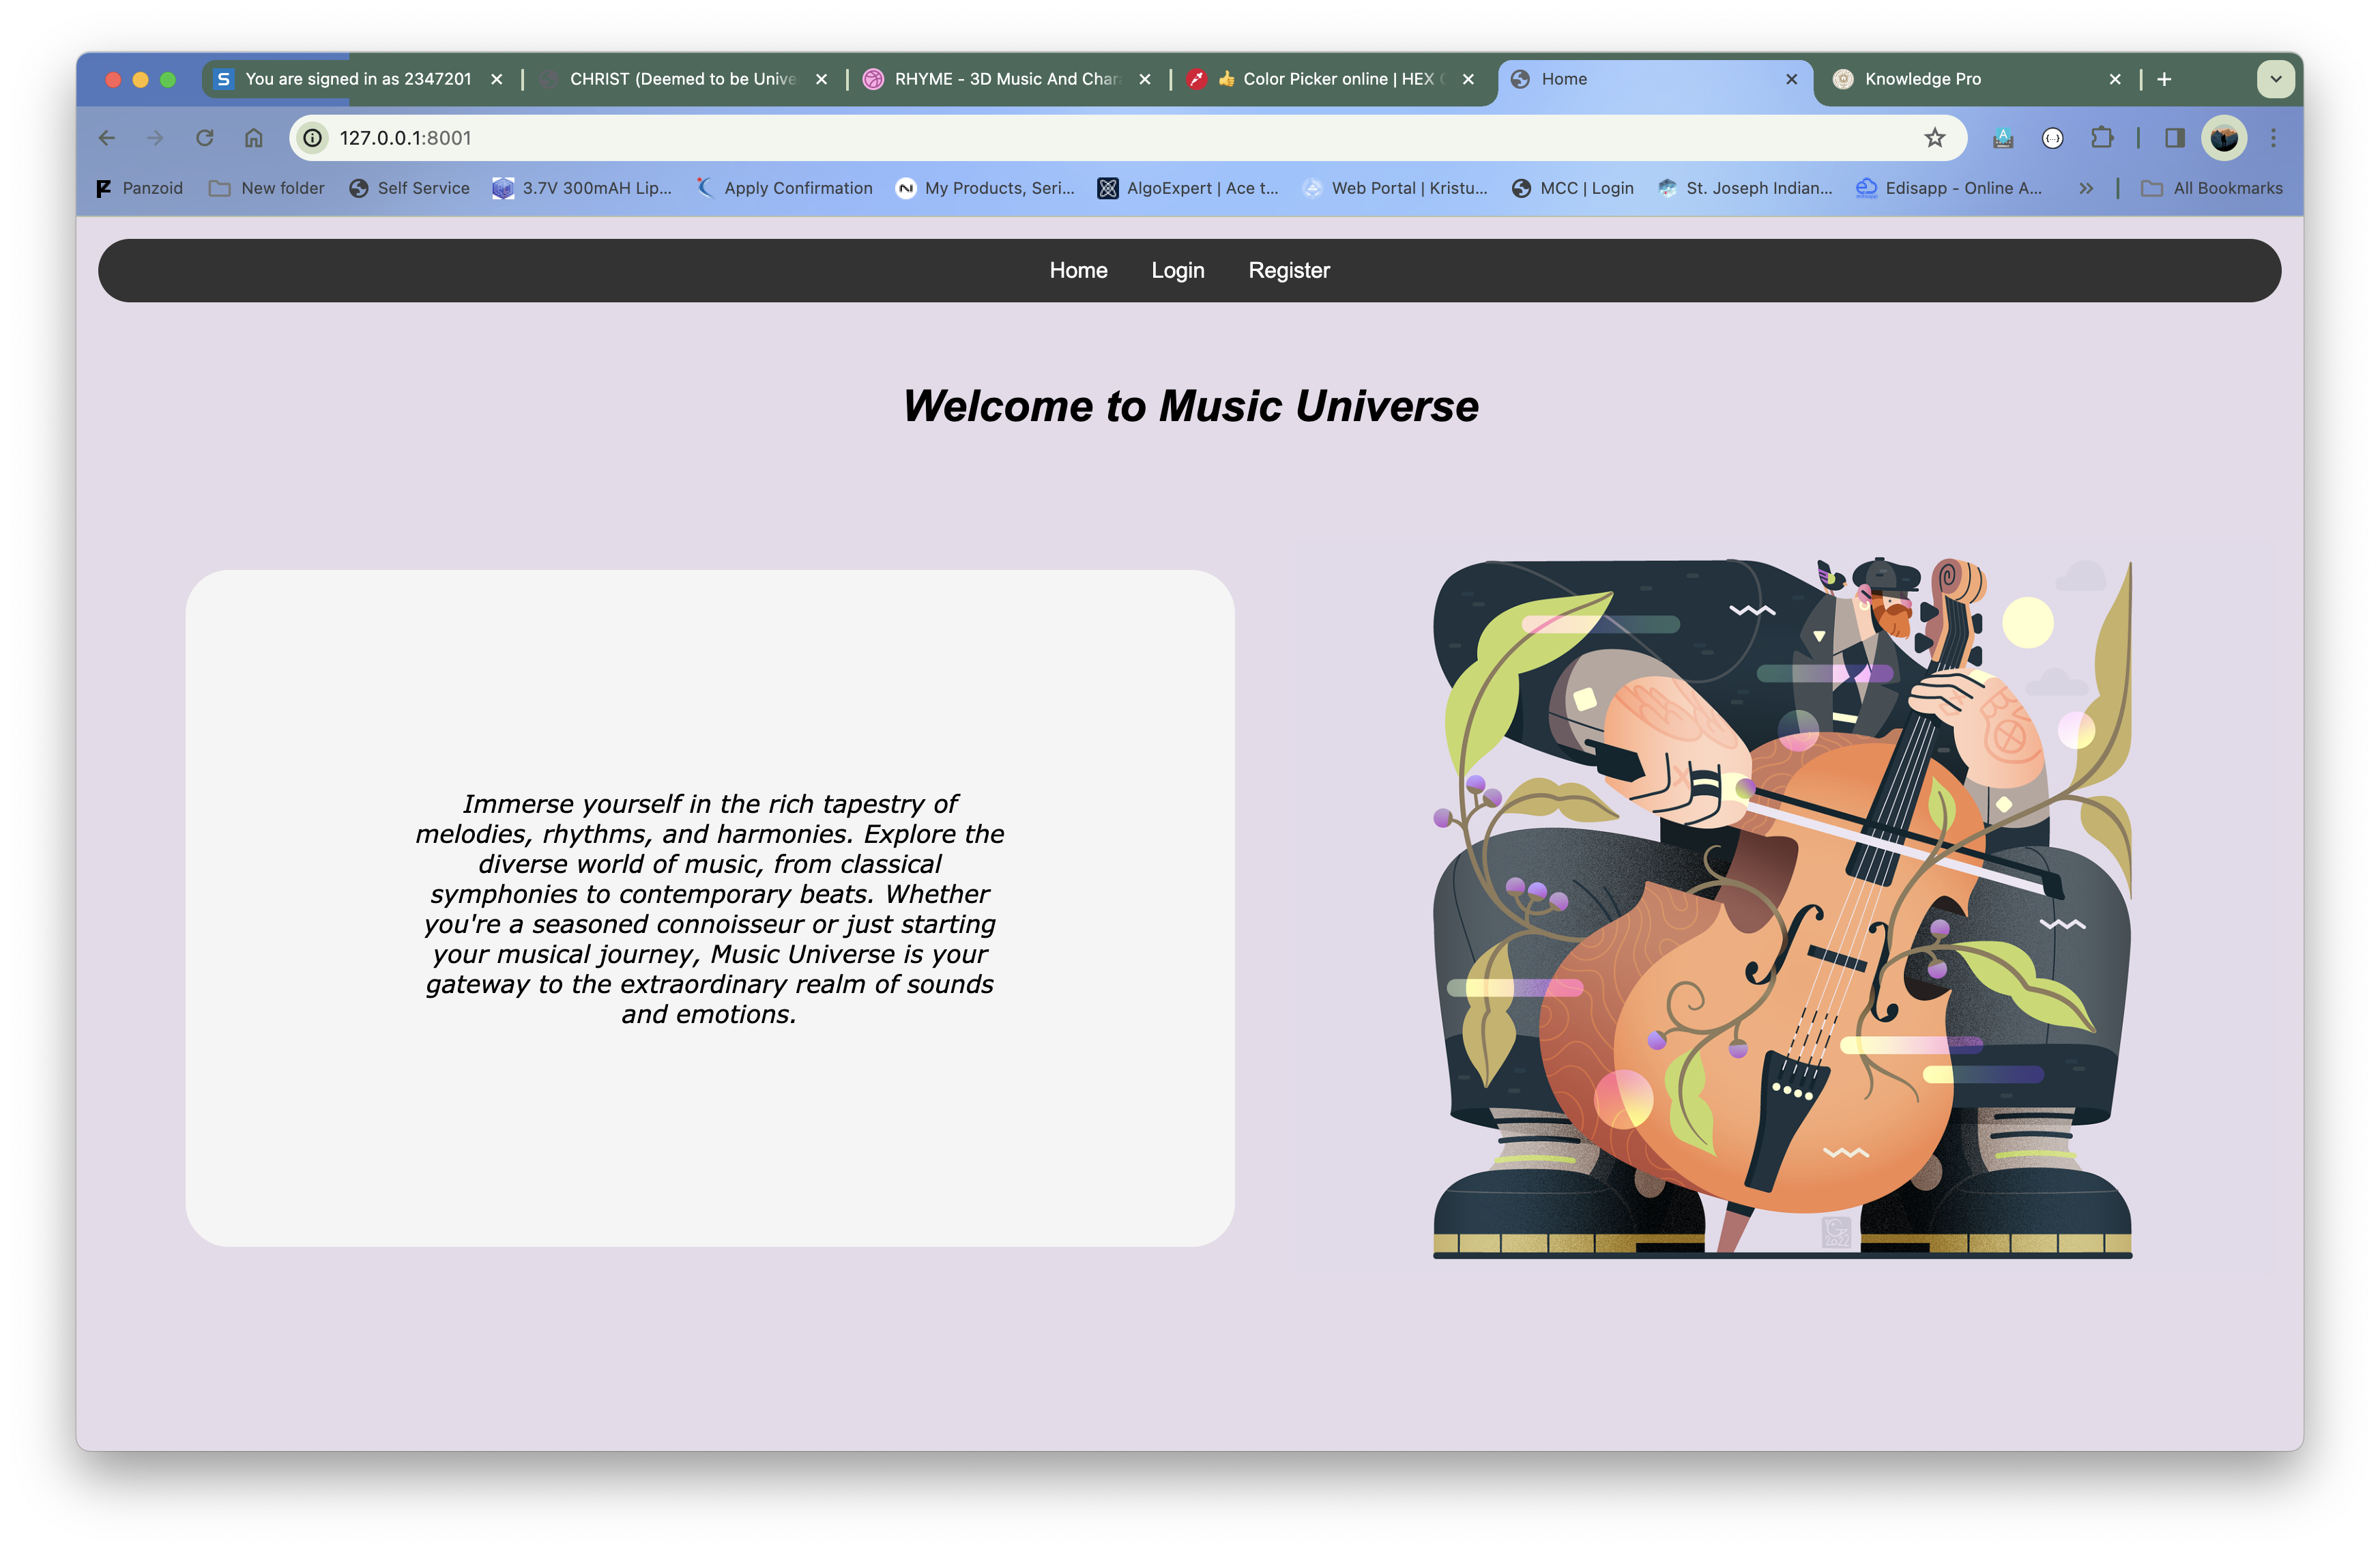 You are signed in as 2347201
CHRIST (Deemed to be Unive
RHYME - 3D Music And Char
👍 Color Picker online | HEX C
Home
Knowledge Pro
127.0.0.1:8001
Panzoid
New folder
Self Service
3.7V 300mAH Lip...
Apply Confirmation
My Products, Seri...
AlgoExpert | Ace t...
Web Portal | Kristu...
MCC | Login
St. Joseph Indian...
Edisapp - Online A...
All Bookmarks
Home Login Register
Welcome to Music Universe
Immerse yourself in the rich tapestry of
melodies, rhythms, and harmonies. Explore the
diverse world of music, from classical
symphonies to contemporary beats. Whether
you're a seasoned connoisseur or just starting
your musical journey, Music Universe is your
gateway to the extraordinary realm of sounds
and emotions.